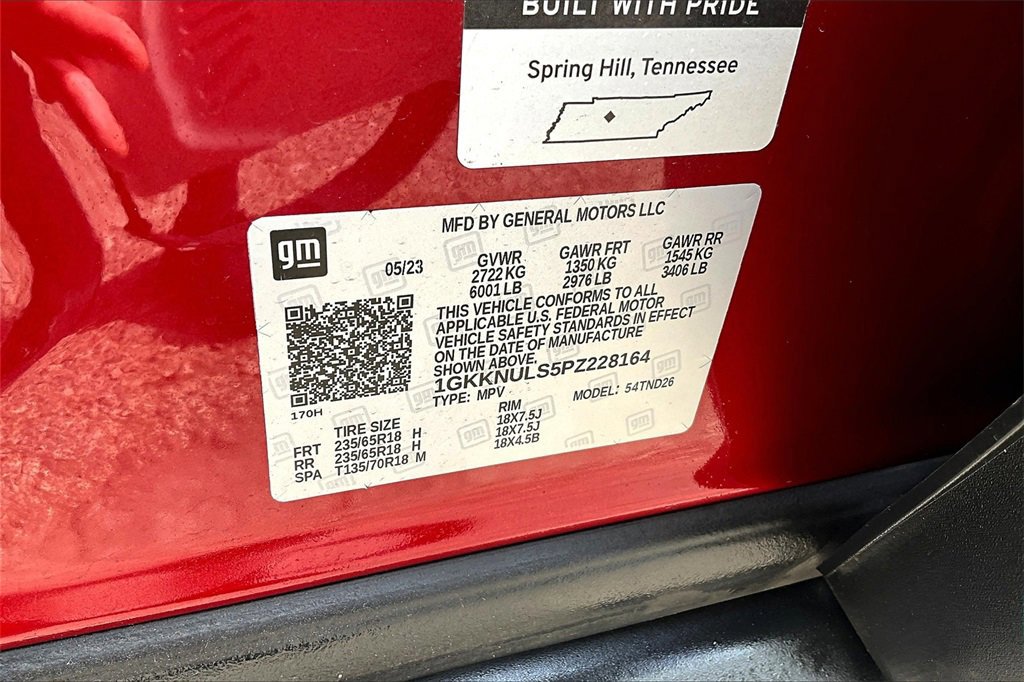 BUILT WITH PRIDE
Spring Hill, Tennessee
MFD BY GENERAL MOTORS LLC
gm
05/23
GVWR GAWR FRT GAWR RR
2722 KG 1350 KG 1545 KG
6001 LB 2976 LB 3406 LB
THIS VEHICLE CONFORMS TO ALL
APPLICABLE U.S. FEDERAL MOTOR
VEHICLE SAFETY STANDARDS IN EFFECT
ON THE DATE OF MANUFACTURE
SHOWN ABOVE.
1GKKNULS5PZ228164
TYPE: MPV MODEL: 54TND26
170H
TIRE SIZE RIM
FRT 235/65R18 H 18X7.5J
RR 235/65R18 H 18X7.5J
SPA T135/70R18 M 18X4.5B